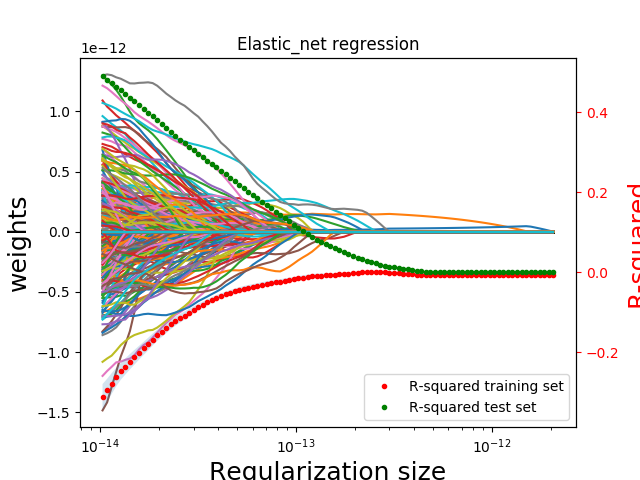 Elastic_net regression
1e−12
1.0
0.5
0.0
−0.5
−1.0
−1.5
weights
0.4
0.2
0.0
−0.2
R-squared
R-squared training set
R-squared test set
10⁻¹⁴
10⁻¹³
10⁻¹²
Regularization size